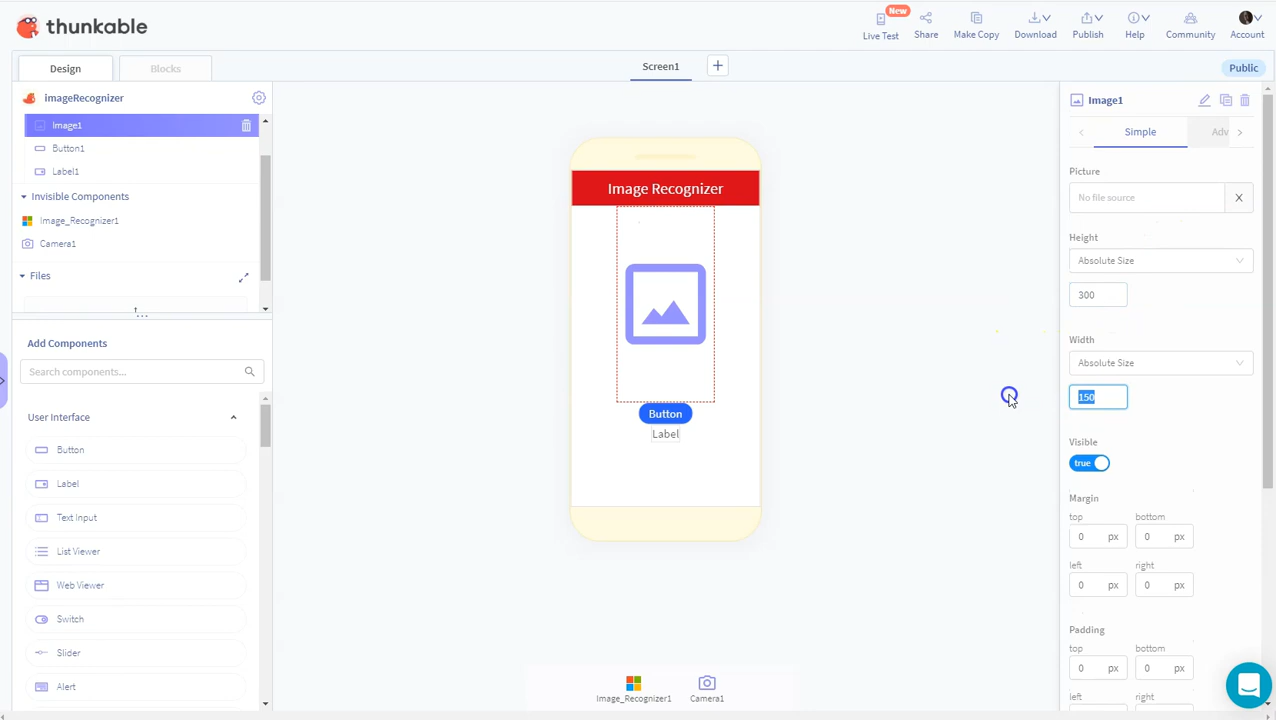 thunkable
New
Live Test
Share
Make Copy
Download
Publish
Help
Community
Account
Design
Blocks
Screen1
+
Public
imageRecognizer
Image1
Button1
Label1
Invisible Components
Image_Recognizer1
Camera1
Files
Add Components
Search components...
User Interface
Button
Label
Text Input
List Viewer
Web Viewer
Switch
Slider
Alert
Image Recognizer
Button
Label
Image_Recognizer1
Camera1
Image1
Simple
Adv
Picture
No file source
X
Height
Absolute Size
300
Width
Absolute Size
150
Visible
true
Margin
top
bottom
0 px
0 px
left
right
0 px
0 px
Padding
top
bottom
0 px
0 px
left
right